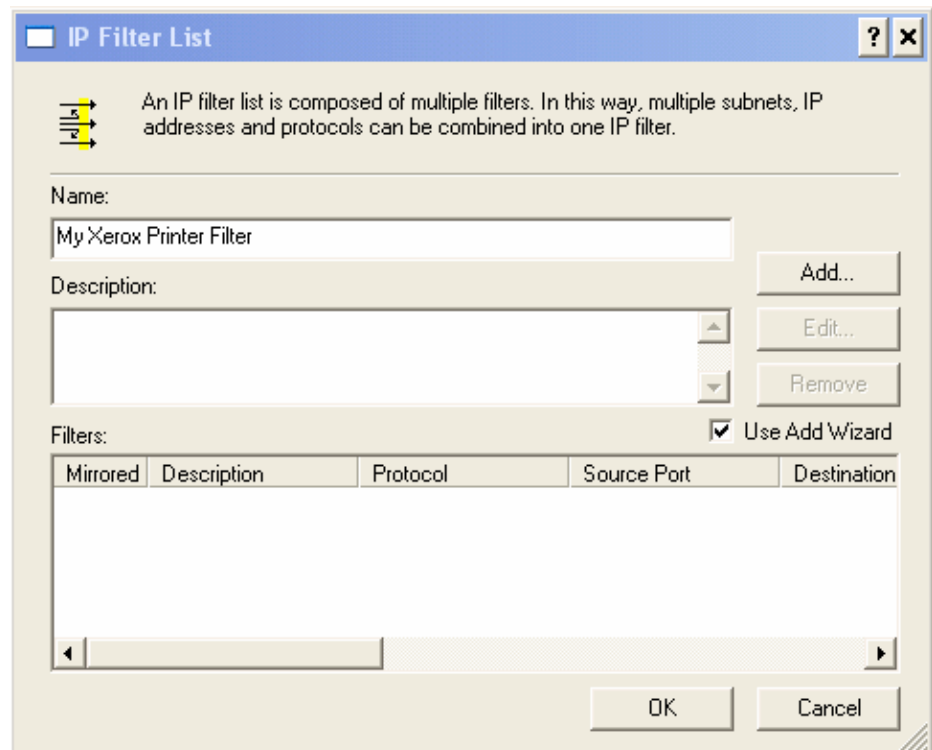 IP Filter List
An IP filter list is composed of multiple filters. In this way, multiple subnets, IP
addresses and protocols can be combined into one IP filter.
Name:
My Xerox Printer Filter
Add...
Description:
Edit...
Remove
Filters:
Use Add Wizard
Mirrored Description Protocol Source Port Destination
OK Cancel